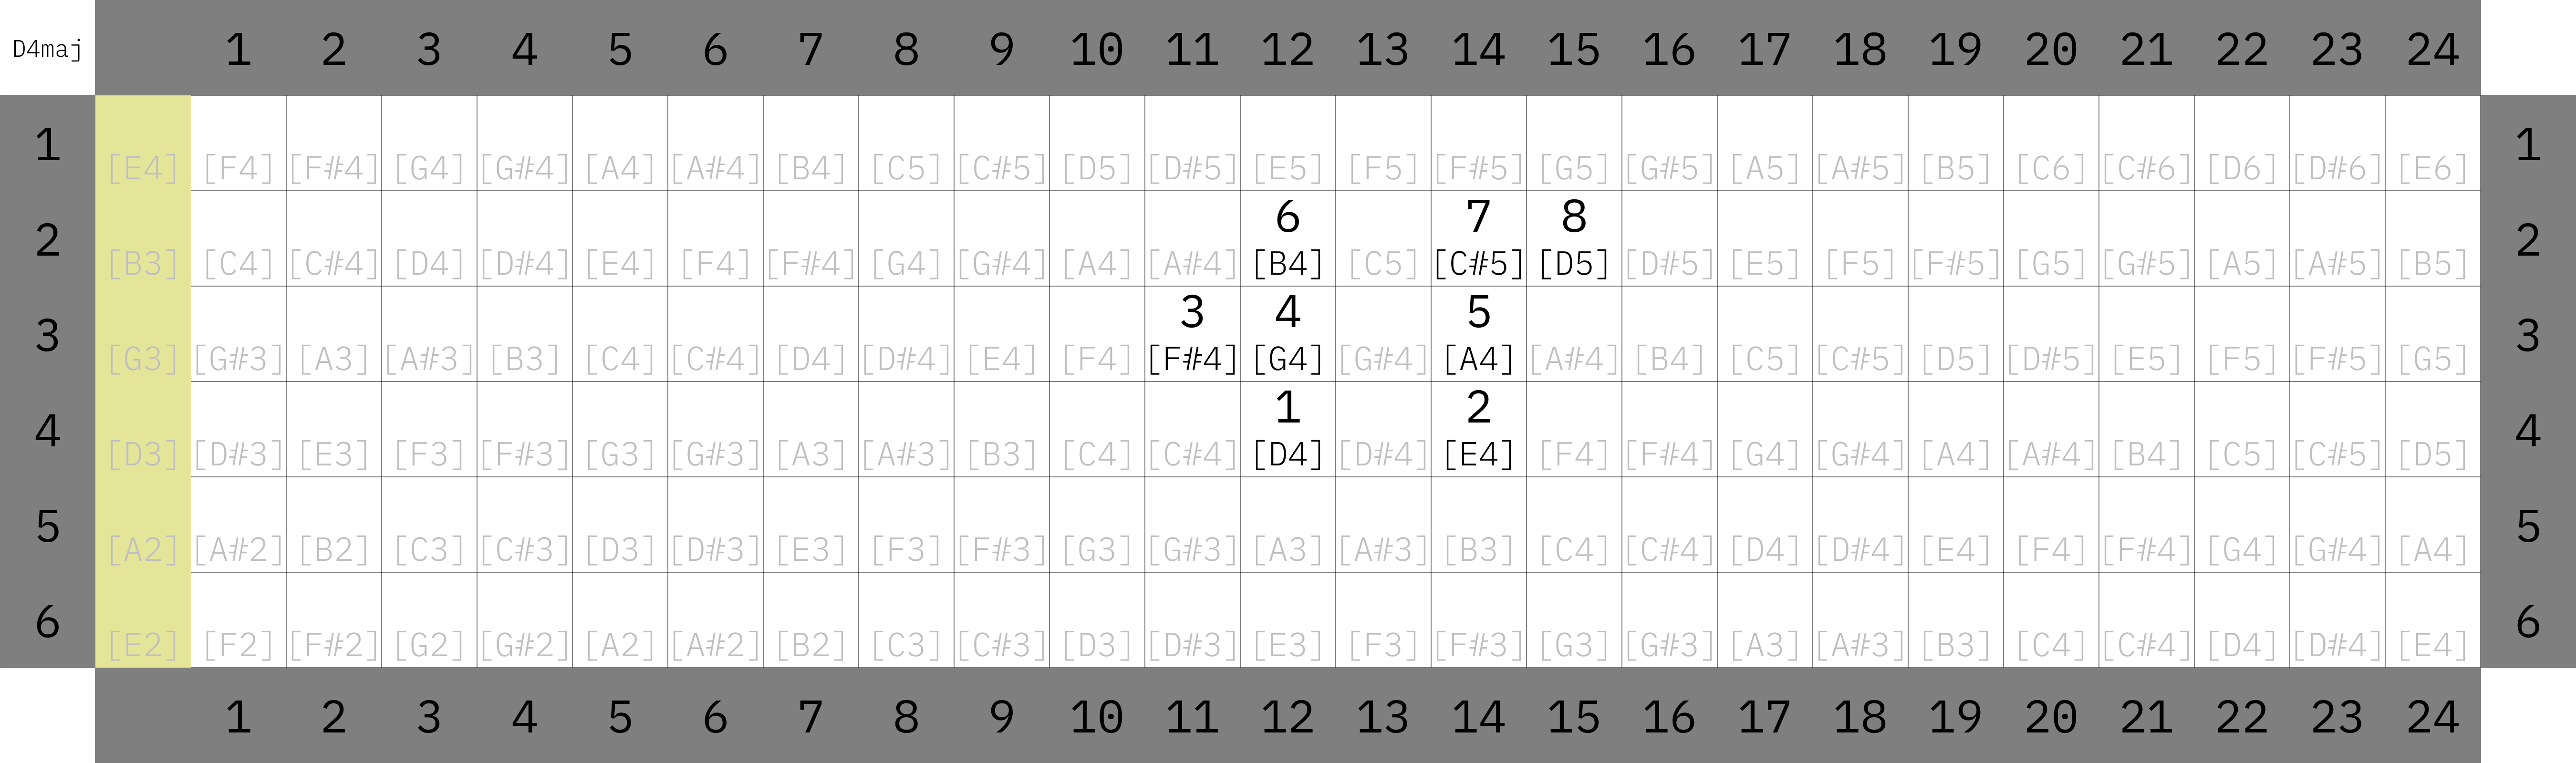 D4maj 1 2 3 4 5 6 7 8 9 10 11 12 13 14 15 16 17 18 19 20 21 22 23 24
1 [E4] [F4] [F#4] [G4] [G#4] [A4] [A#4] [B4] [C5] [C#5] [D5] [D#5] [E5] [F5] [F#5] [G5] [G#5] [A5] [A#5] [B5] [C6] [C#6] [D6] [D#6] [E6] 1
6 7 8
2 [B3] [C4] [C#4] [D4] [D#4] [E4] [F4] [F#4] [G4] [G#4] [A4] [A#4] [B4] [C5] [C#5] [D5] [D#5] [E5] [F5] [F#5] [G5] [G#5] [A5] [A#5] [B5] 2
3 4 5
3 [G3] [G#3] [A3] [A#3] [B3] [C4] [C#4] [D4] [D#4] [E4] [F4] [F#4] [G4] [G#4] [A4] [A#4] [B4] [C5] [C#5] [D5] [D#5] [E5] [F5] [F#5] [G5] 3
1 2
4 [D3] [D#3] [E3] [F3] [F#3] [G3] [G#3] [A3] [A#3] [B3] [C4] [C#4] [D4] [D#4] [E4] [F4] [F#4] [G4] [G#4] [A4] [A#4] [B4] [C5] [C#5] [D5] 4
5 [A2] [A#2] [B2] [C3] [C#3] [D3] [D#3] [E3] [F3] [F#3] [G3] [G#3] [A3] [A#3] [B3] [C4] [C#4] [D4] [D#4] [E4] [F4] [F#4] [G4] [G#4] [A4] 5
6 [E2] [F2] [F#2] [G2] [G#2] [A2] [A#2] [B2] [C3] [C#3] [D3] [D#3] [E3] [F3] [F#3] [G3] [G#3] [A3] [A#3] [B3] [C4] [C#4] [D4] [D#4] [E4] 6
1 2 3 4 5 6 7 8 9 10 11 12 13 14 15 16 17 18 19 20 21 22 23 24